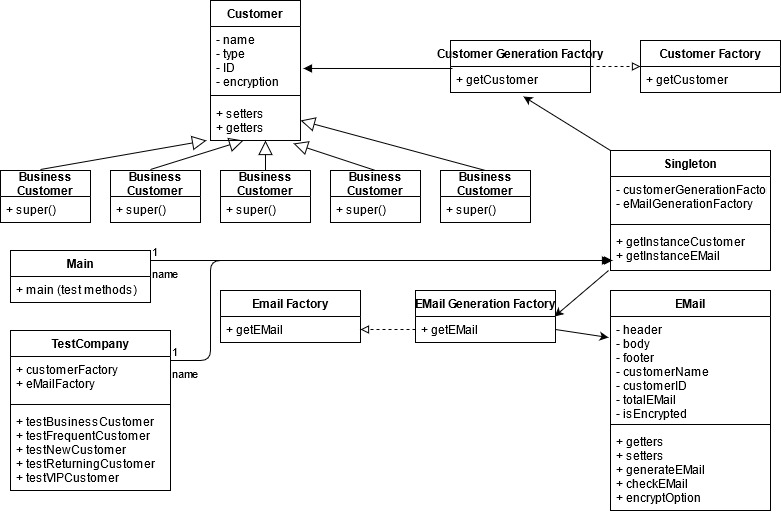 Customer
- name
- type
- ID
- encryption
+ setters
+ getters
Customer Generation Factory
+ getCustomer
Customer Factory
+ getCustomer
Business
Customer
+ super()
Business
Customer
+ super()
Business
Customer
+ super()
Business
Customer
+ super()
Business
Customer
+ super()
Singleton
- customerGenerationFacto
- eMailGenerationFactory
+ getInstanceCustomer
+ getInstanceEMail
Main
+ main (test methods)
1
name
Email Factory
+ getEMail
EMail Generation Factory
+ getEMail
EMail
- header
- body
- footer
- customerName
- customerID
- totalEMail
- isEncrypted
+ getters
+ setters
+ generateEMail
+ checkEMail
+ encryptOption
TestCompany
+ customerFactory
+ eMailFactory
+ testBusinessCustomer
+ testFrequentCustomer
+ testNewCustomer
+ testReturningCustomer
+ testVIPCustomer
1
name